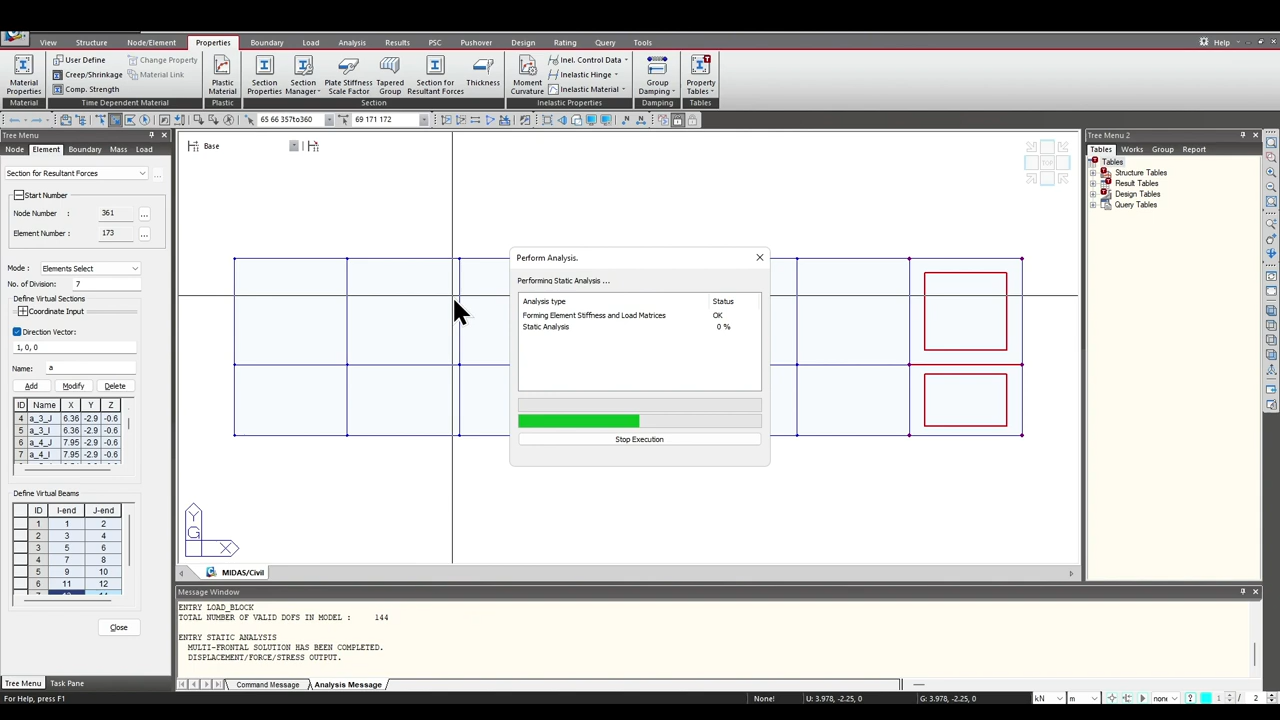 View Structure Node/Element Properties Boundary Load Analysis Results PSC Pushover Design Rating Query Tools Help
Material Properties
User Define
Creep/Shrinkage
Comp. Strength
Change Property
Material Link
Plastic Material
Section Properties
Section Manager
Plate Stiffness Scale Factor
Tapered Group
Section for Resultant Forces
Thickness
Moment Curvature
Inel. Control Data
Inelastic Hinge
Inelastic Material
Group Damping
Property Tables
Material Time Dependent Material Plastic Section Inelastic Properties Damping Tables
65 66 357to360 69 171 172
Tree Menu
Node Element Boundary Mass Load
Section for Resultant Forces ...
Start Number
Node Number : 361 ...
Element Number : 173 ...
Mode : Elements Select
No. of Division: 7
Define Virtual Sections
Coordinate Input
Direction Vector:
1, 0, 0
Name: a
Add Modify Delete
ID Name X Y Z
4 a_3_J 6.36 -2.9 -0.6
5 a_3_I 6.36 -2.9 -0.6
6 a_4_J 7.95 -2.9 -0.6
7 a_4_I 7.95 -2.9 -0.6
Define Virtual Beams
ID I-end J-end
1 1 2
2 3 4
3 5 6
4 7 8
5 9 10
6 11 12
Close
Tree Menu Task Pane
Base
TOP
Perform Analysis.
Performing Static Analysis ...
Analysis type Status
Forming Element Stiffness and Load Matrices OK
Static Analysis 0 %
Stop Execution
Y
G
X
MIDAS/Civil
Tree Menu 2
Tables Works Group Report
Tables
Structure Tables
Result Tables
Design Tables
Query Tables
Message Window
ENTRY LOAD_BLOCK
TOTAL NUMBER OF VALID DOFS IN MODEL : 144
ENTRY STATIC ANALYSIS
MULTI-FRONTAL SOLUTION HAS BEEN COMPLETED.
DISPLACEMENT/FORCE/STRESS OUTPUT.
Command Message Analysis Message
For Help, press F1 None! U: 3.978, -2.25, 0 G: 3.978, -2.25, 0 kN m none 1 / 2